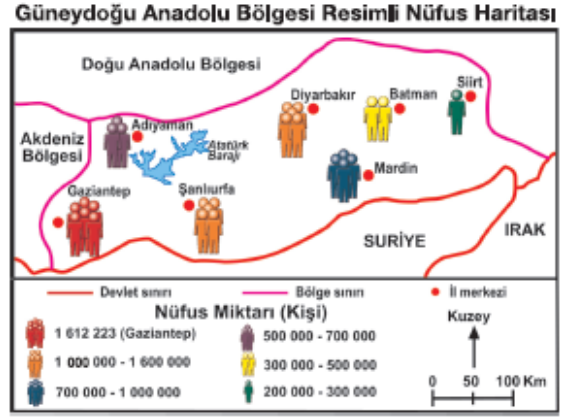 Güneydoğu Anadolu Bölgesi Resimli Nüfus Haritası
Doğu Anadolu Bölgesi
Siirt
Diyarbakır
Batman
Adıyaman
Akdeniz
Bölgesi
Atatürk
Barajı
Mardin
Gaziantep
Şanlıurfa
SURİYE
IRAK
Devlet sınırı
Bölge sınırı
İl merkezi
Nüfus Miktarı (Kişi)
Kuzey
1 612 223 (Gaziantep)
500 000 - 700 000
1 000 000 - 1 600 000
300 000 - 500 000
700 000 - 1 000 000
200 000 - 300 000
0 50 100 Km